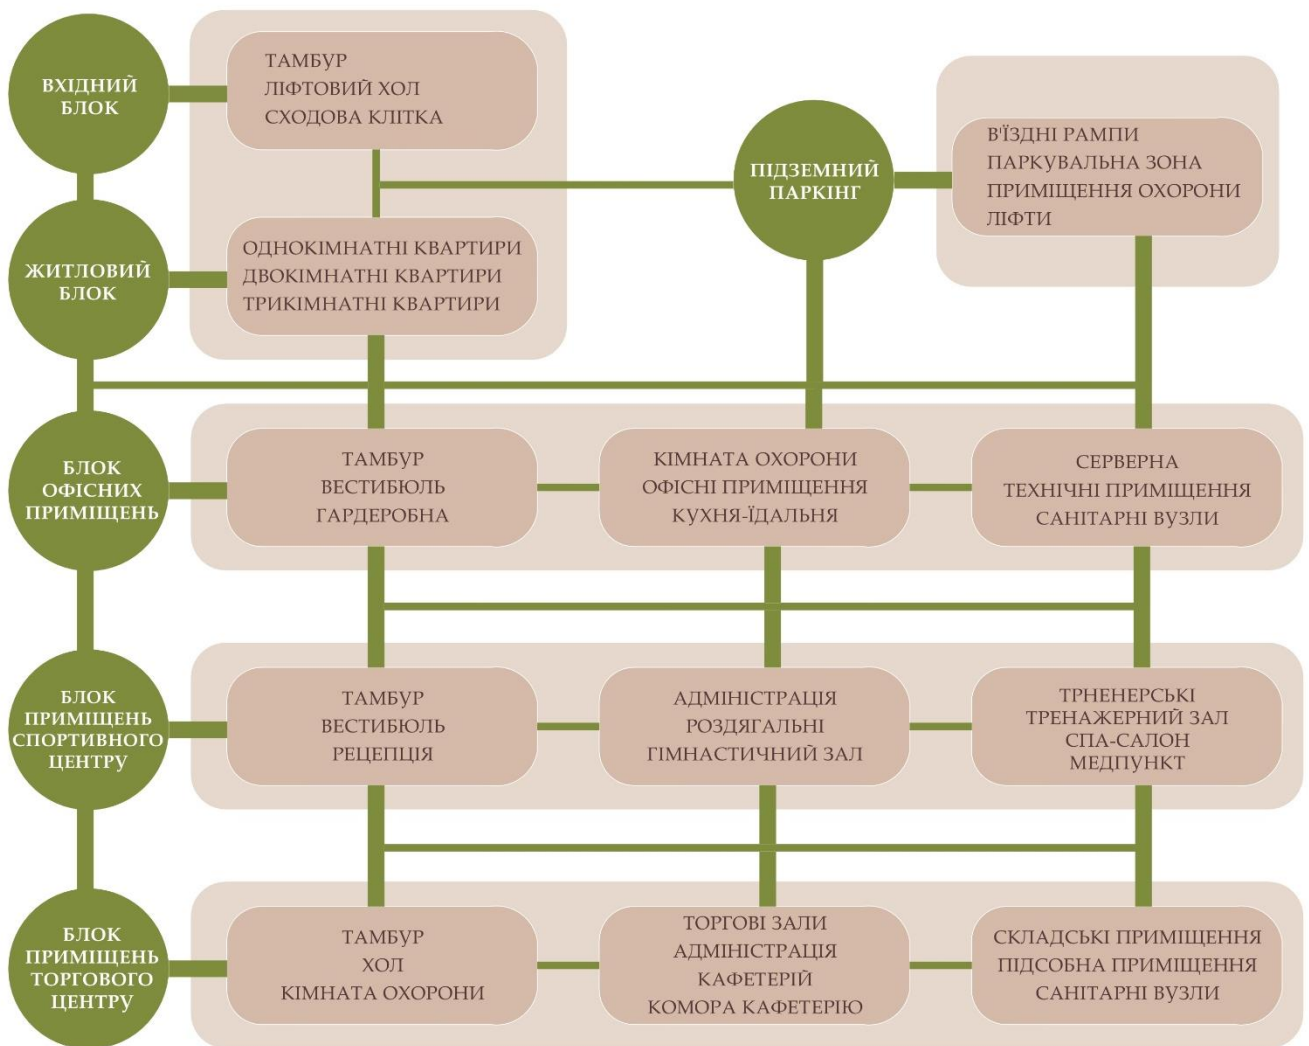 ВХІДНИЙ
БЛОК
ТАМБУР
ЛІФТОВИЙ ХОЛ
СХОДОВА КЛІТКА
ПІДЗЕМНИЙ
ПАРКІНГ
В'ЇЗДНІ РАМПИ
ПАРКУВАЛЬНА ЗОНА
ПРИМІЩЕННЯ ОХОРОНИ
ЛІФТИ
ЖИТЛОВИЙ
БЛОК
ОДНОКІМНАТНІ КВАРТИРИ
ДВОКІМНАТНІ КВАРТИРИ
ТРИКІМНАТНІ КВАРТИРИ
БЛОК
ОФІСНИХ
ПРИМІЩЕНЬ
ТАМБУР
ВЕСТИБЮЛЬ
ГАРДЕРОБНА
КІМНАТА ОХОРОНИ
ОФІСНІ ПРИМІЩЕННЯ
КУХНЯ-ЇДАЛЬНЯ
СЕРВЕРНА
ТЕХНІЧНІ ПРИМІЩЕННЯ
САНІТАРНІ ВУЗЛИ
БЛОК
ПРИМІЩЕНЬ
СПОРТИВНОГО
ЦЕНТРУ
ТАМБУР
ВЕСТИБЮЛЬ
РЕЦЕПЦІЯ
АДМІНІСТРАЦІЯ
РОЗДЯГАЛЬНІ
ГІМНАСТИЧНИЙ ЗАЛ
ТРНЕНЕРСЬКІ
ТРЕНАЖЕРНИЙ ЗАЛ
СПА-САЛОН
МЕДПУНКТ
БЛОК
ПРИМІЩЕНЬ
ТОРГОВОГО
ЦЕНТРУ
ТАМБУР
ХОЛ
КІМНАТА ОХОРОНИ
ТОРГОВІ ЗАЛИ
АДМІНІСТРАЦІЯ
КАФЕТЕРІЙ
КОМОРА КАФЕТЕРІЮ
СКЛАДСЬКІ ПРИМІЩЕННЯ
ПІДСОБНА ПРИМІЩЕННЯ
САНІТАРНІ ВУЗЛИ